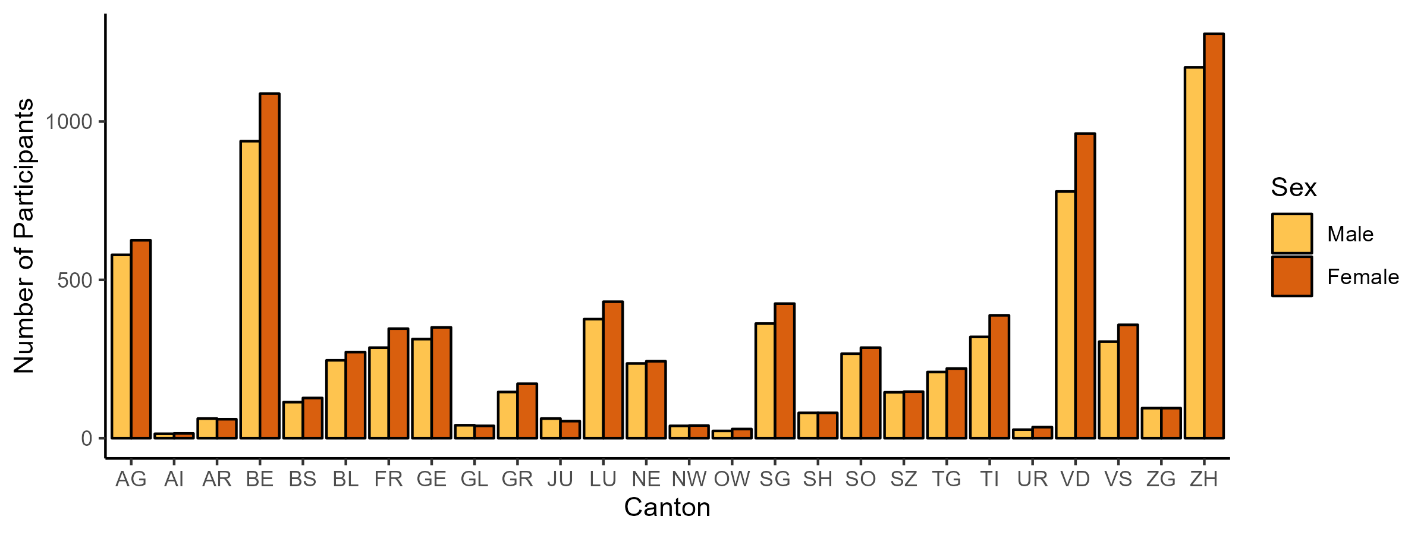 Number of Participants
1000
500
0
AG AI AR BE BS BL FR GE GL GR JU LU NE NW OW SG SH SO SZ TG TI UR VD VS ZG ZH
Canton
Sex
Male
Female